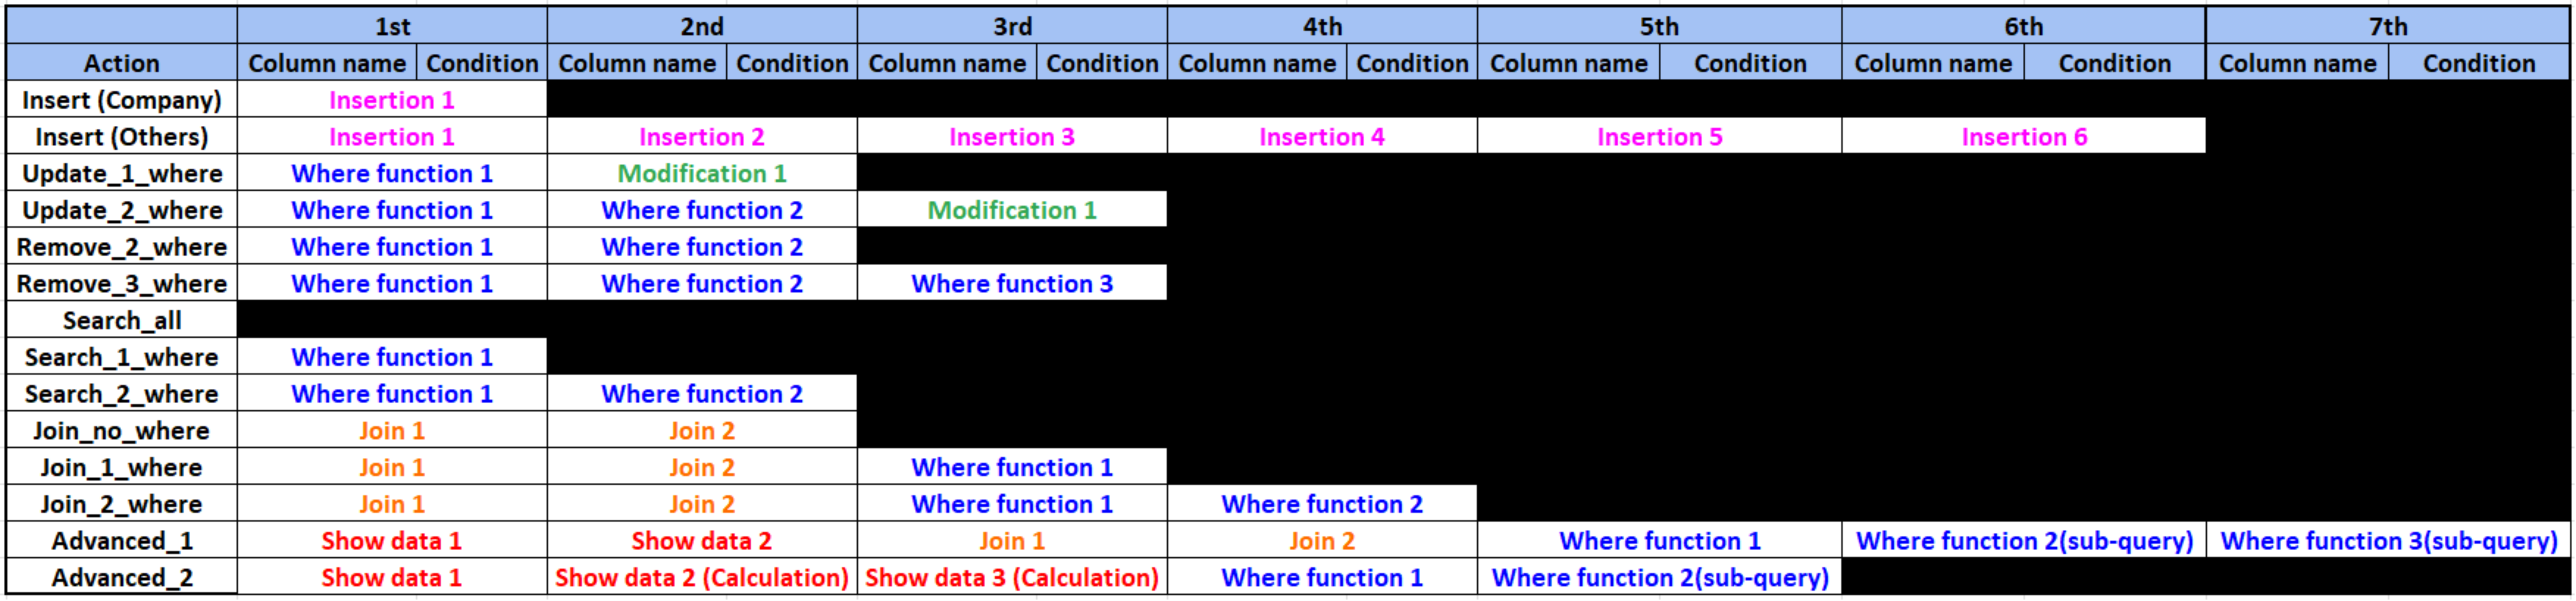 1st 2nd 3rd 4th 5th 6th 7th
Action Column name Condition Column name Condition Column name Condition Column name Condition Column name Condition Column name Condition Column name Condition
Insert (Company) Insertion 1
Insert (Others) Insertion 1 Insertion 2 Insertion 3 Insertion 4 Insertion 5 Insertion 6
Update_1_where Where function 1 Modification 1
Update_2_where Where function 1 Where function 2 Modification 1
Remove_2_where Where function 1 Where function 2
Remove_3_where Where function 1 Where function 2 Where function 3
Search_all
Search_1_where Where function 1
Search_2_where Where function 1 Where function 2
Join_no_where Join 1 Join 2
Join_1_where Join 1 Join 2 Where function 1
Join_2_where Join 1 Join 2 Where function 1 Where function 2
Advanced_1 Show data 1 Show data 2 Join 1 Join 2 Where function 1 Where function 2(sub-query) Where function 3(sub-query)
Advanced_2 Show data 1 Show data 2 (Calculation) Show data 3 (Calculation) Where function 1 Where function 2(sub-query)